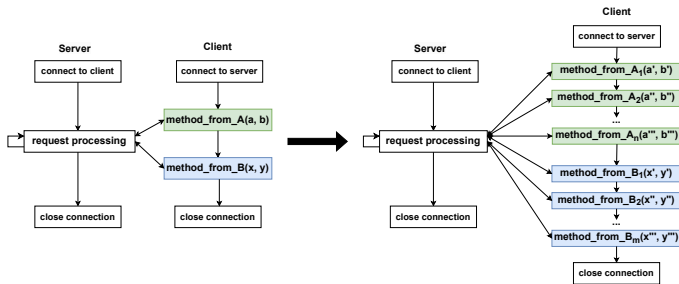 Server
Client
connect to client
connect to server
method_from_A(a, b)
request processing
method_from_B(x, y)
close connection
close connection
Client
Server
connect to server
connect to client
method_from_A₁(a', b')
method_from_A₂(a'', b'')
...
request processing
method_from_Aₙ(a''', b''')
method_from_B₁(x', y')
method_from_B₂(x'', y'')
...
close connection
method_from_Bₘ(x''', y''')
close connection